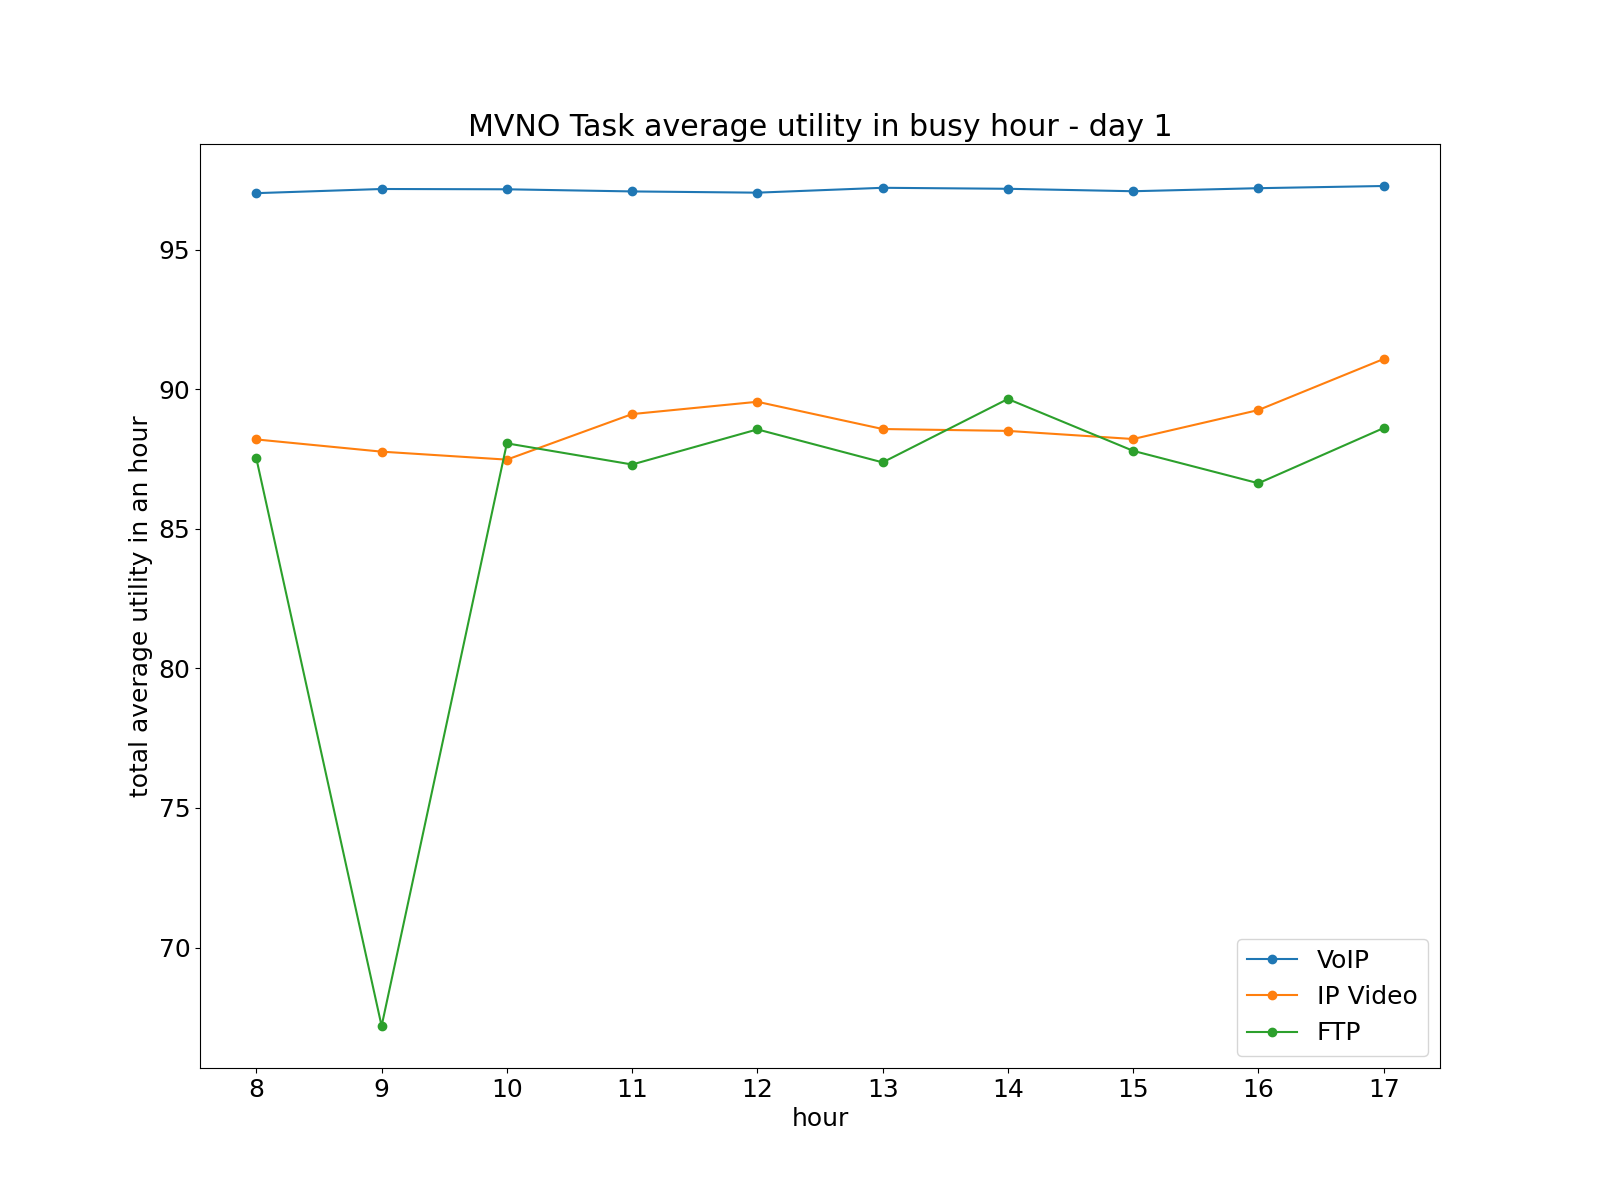 MVNO Task average utility in busy hour - day 1
total average utility in an hour
95
90
85
80
75
70
8 9 10 11 12 13 14 15 16 17
hour
VoIP
IP Video
FTP